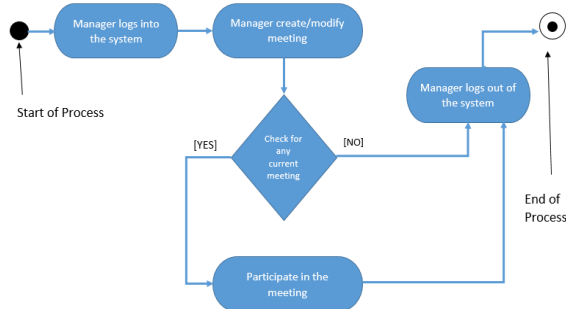 Manager logs into
the system
Manager create/modify
meeting
Start of Process
Check for
any
current
meeting
[YES]
[NO]
Manager logs out of
the system
End of
Process
Participate in the
meeting